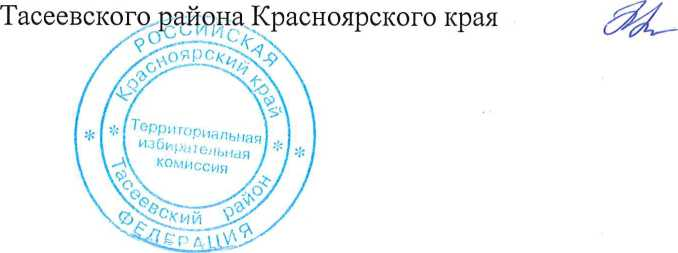 Тасеевского района Красноярского края
РОССИЙСКАЯ
ФЕДЕРАЦИЯ
Красноярский край
Тасеевский район
Территориальная
избирательная
комиссия